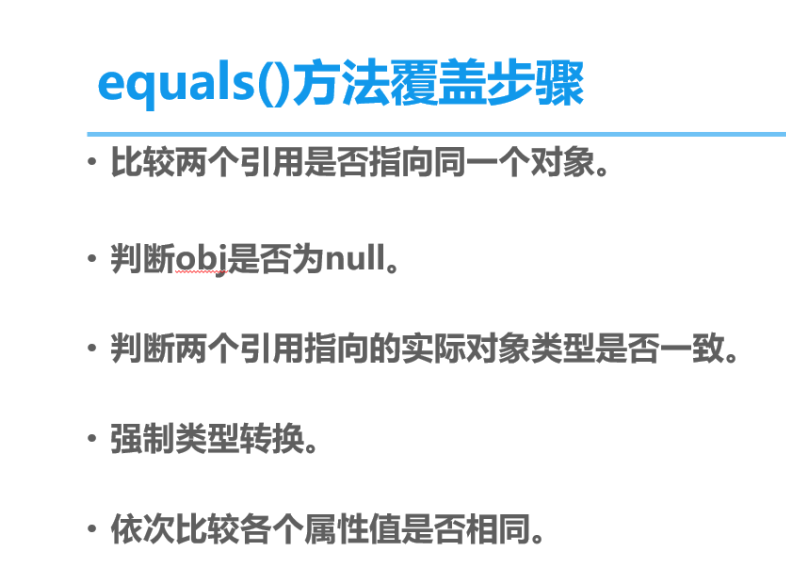 equals()方法覆盖步骤
• 比较两个引用是否指向同一个对象。
• 判断obj是否为null。
• 判断两个引用指向的实际对象类型是否一致。
• 强制类型转换。
• 依次比较各个属性值是否相同。